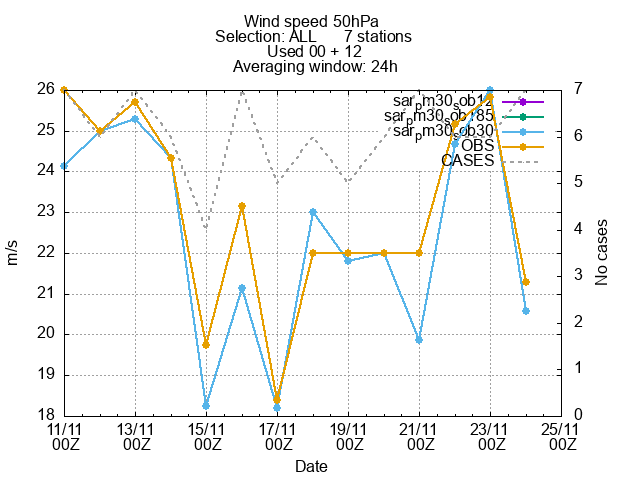 Wind speed 50hPa
Selection: ALL 7 stations
Used 00 + 12
Averaging window: 24h
26
25
24
23
22
21
20
19
18
m/s
7
6
5
4
3
2
1
0
No cases
sarpm30sob12
sarpm30sob185
sarpm30sob30
OBS
CASES
11/11 13/11 15/11 17/11 19/11 21/11 23/11 25/11
00Z 00Z 00Z 00Z 00Z 00Z 00Z 00Z
Date